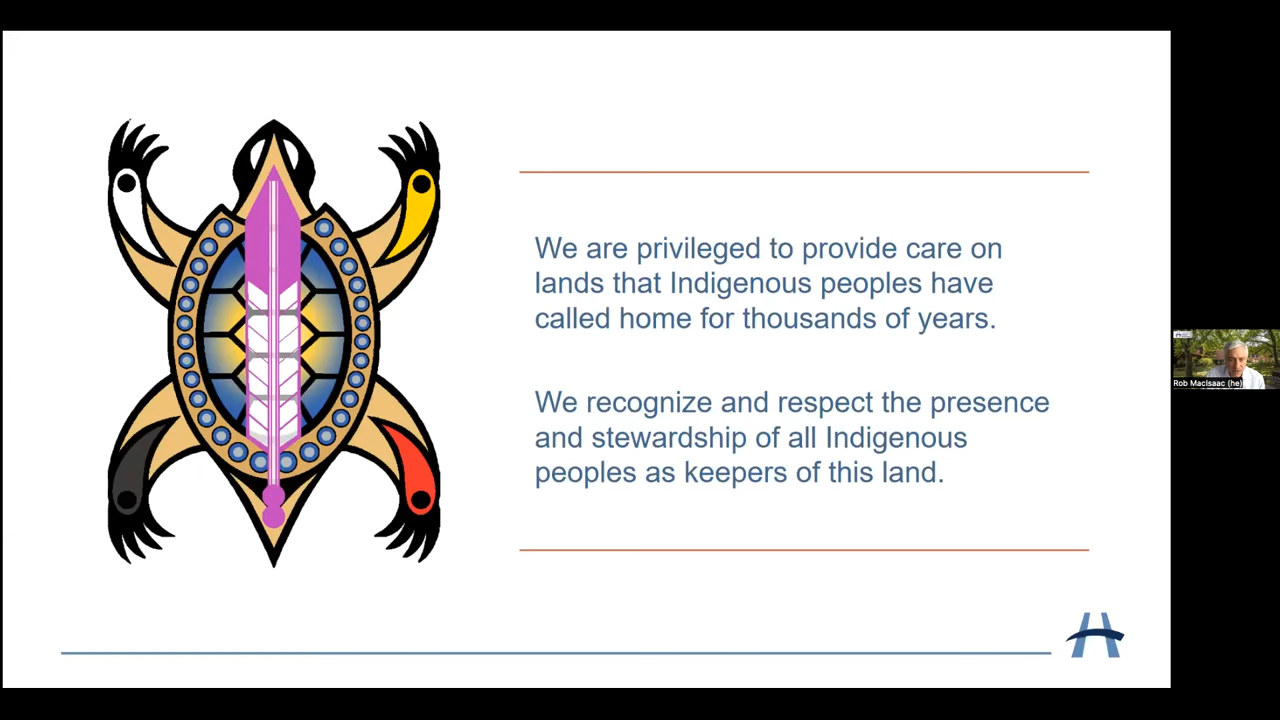 We are privileged to provide care on
lands that Indigenous peoples have
called home for thousands of years.
We recognize and respect the presence
and stewardship of all Indigenous
peoples as keepers of this land.
Rob MacIsaac (he)